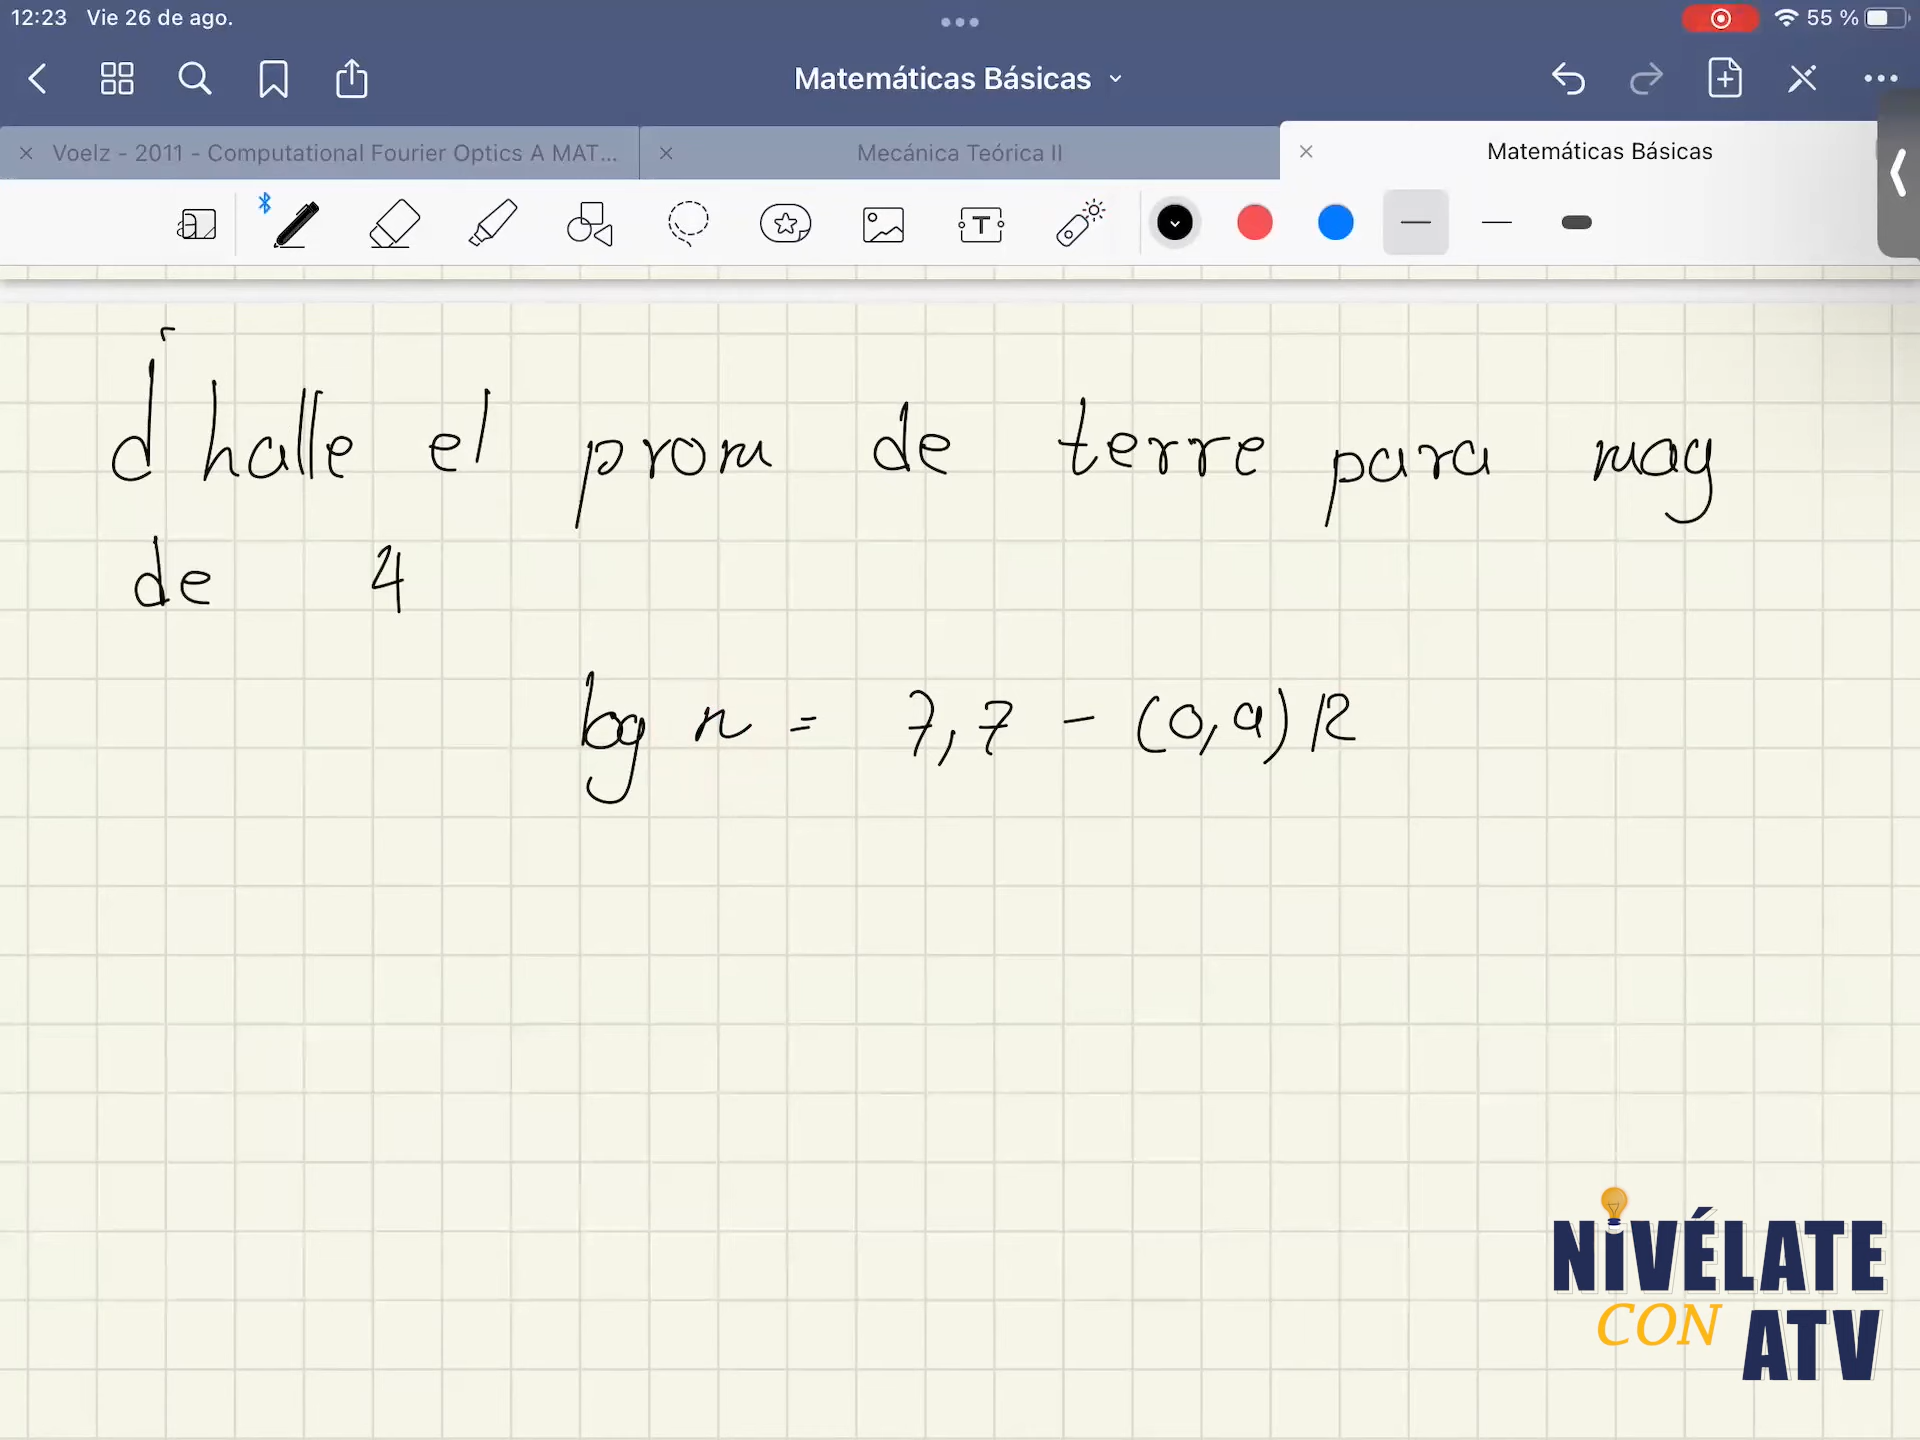 12:23 Vie 26 de ago. 55 %
Matemáticas Básicas
Voelz - 2011 - Computational Fourier Optics A MAT... Mecánica Teórica II Matemáticas Básicas
d halle el prom de terre para mag
de 4
log n = 7,7 - (0,9) R
NIVÉLATE
CON
ATV